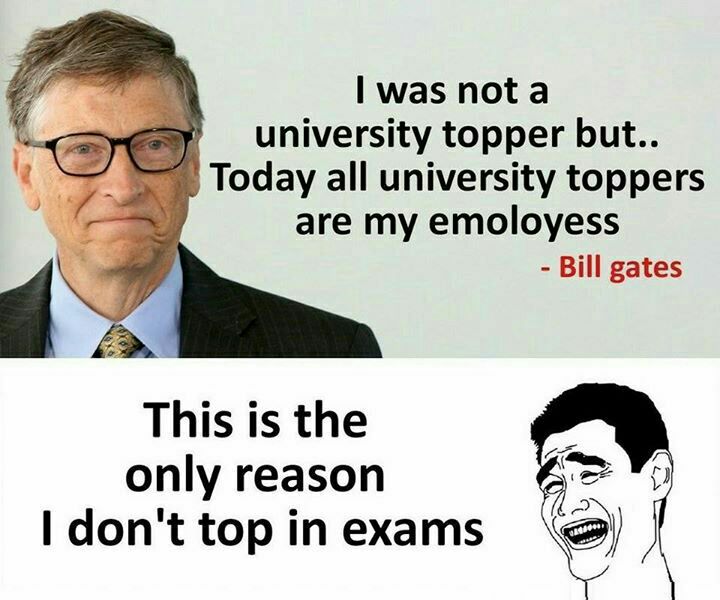 I was not a
university topper but..
Today all university toppers
are my emoloyess
- Bill gates
This is the
only reason
I don't top in exams